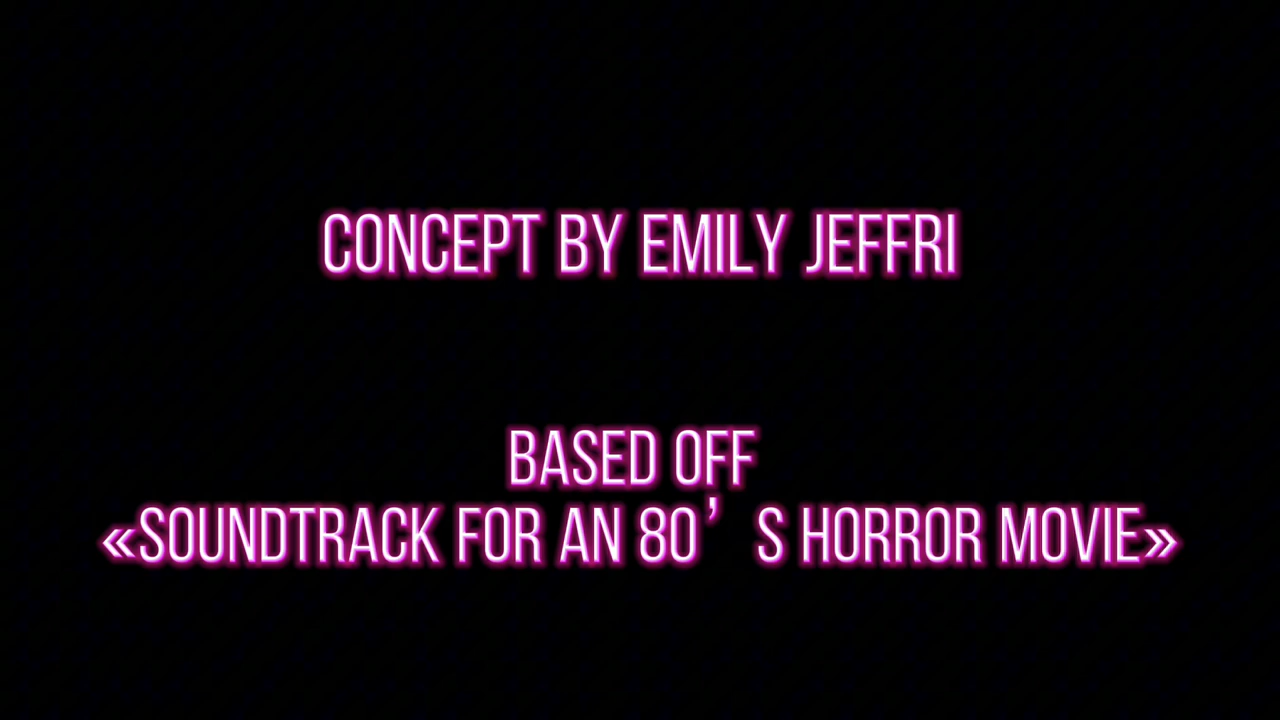 CONCEPT BY EMILY JEFFRI
BASED OFF
«SOUNDTRACK FOR AN 80’S HORROR MOVIE»